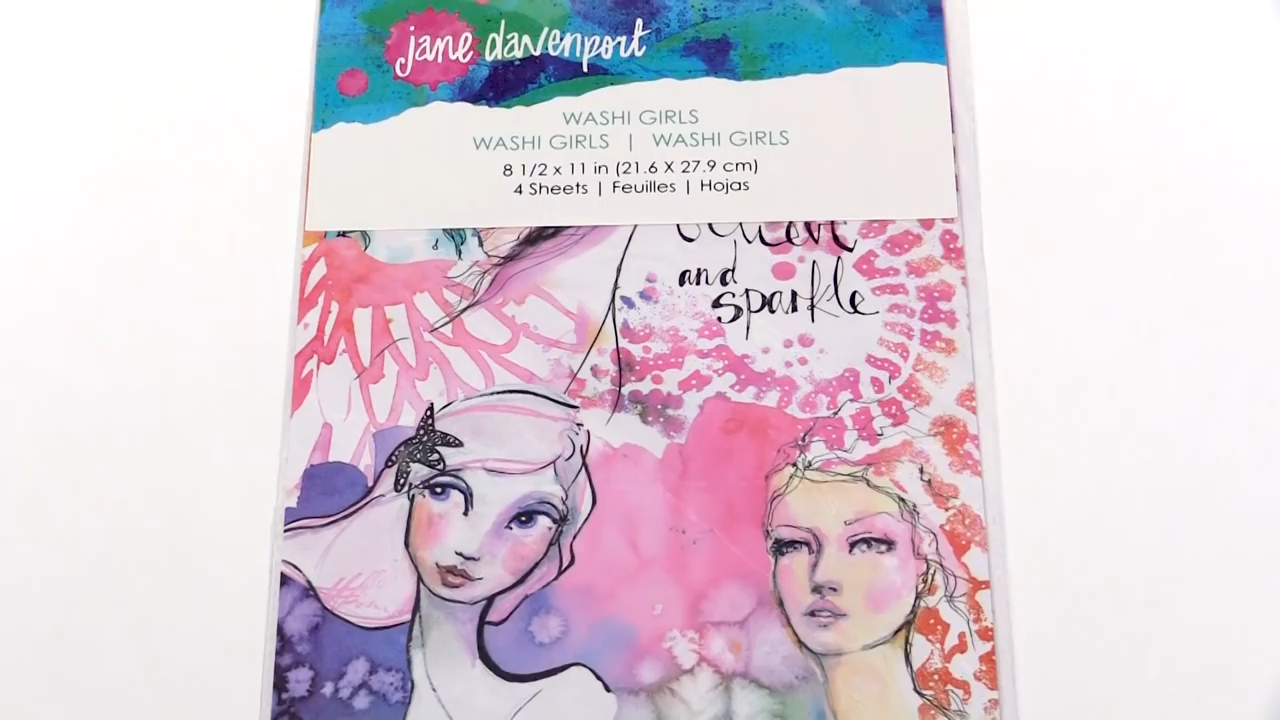 jane davenport
WASHI GIRLS
WASHI GIRLS | WASHI GIRLS
8 1/2 x 11 in (21.6 X 27.9 cm)
4 Sheets | Feuilles | Hojas
and
sparkle